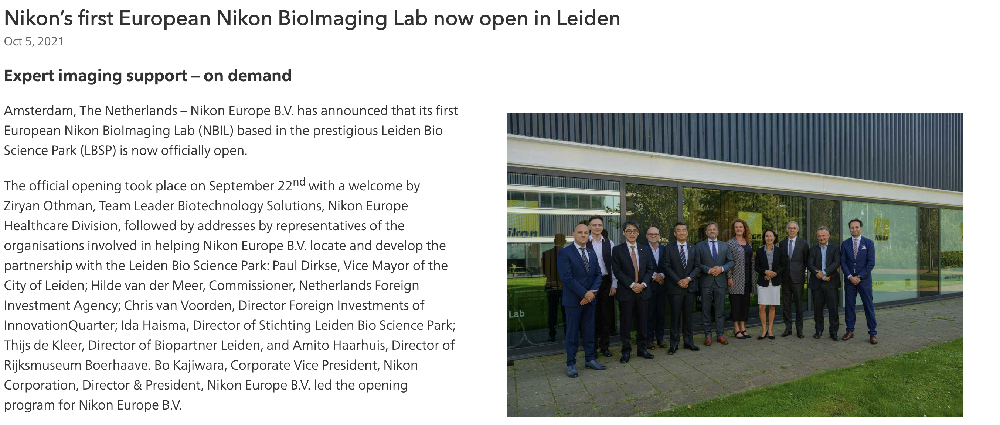 Nikon’s first European Nikon BioImaging Lab now open in Leiden
Oct 5, 2021
Expert imaging support – on demand
Amsterdam, The Netherlands – Nikon Europe B.V. has announced that its first
European Nikon BioImaging Lab (NBIL) based in the prestigious Leiden Bio
Science Park (LBSP) is now officially open.
The official opening took place on September 22nd with a welcome by
Ziryan Othman, Team Leader Biotechnology Solutions, Nikon Europe
Healthcare Division, followed by addresses by representatives of the
organisations involved in helping Nikon Europe B.V. locate and develop the
partnership with the Leiden Bio Science Park: Paul Dirkse, Vice Mayor of the
City of Leiden; Hilde van der Meer, Commissioner, Netherlands Foreign
Investment Agency; Chris van Voorden, Director Foreign Investments of
InnovationQuarter; Ida Haisma, Director of Stichting Leiden Bio Science Park;
Thijs de Kleer, Director of Biopartner Leiden, and Amito Haarhuis, Director of
Rijksmuseum Boerhaave. Bo Kajiwara, Corporate Vice President, Nikon
Corporation, Director & President, Nikon Europe B.V. led the opening
program for Nikon Europe B.V.
ikon
on
Nikon
Lab